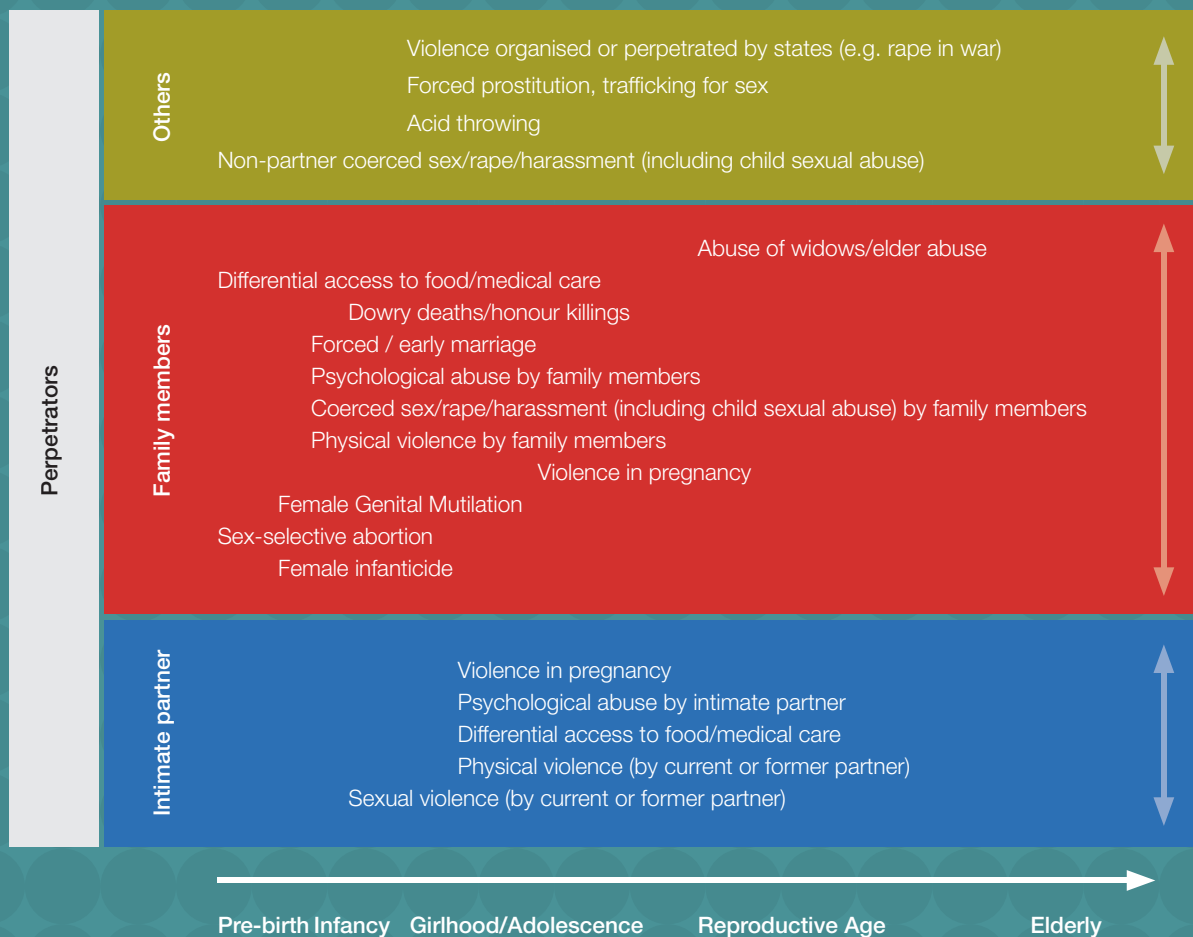 Perpetrators
Others
Violence organised or perpetrated by states (e.g. rape in war)
Forced prostitution, trafficking for sex
Acid throwing
Non-partner coerced sex/rape/harassment (including child sexual abuse)
Family members
Abuse of widows/elder abuse
Differential access to food/medical care
Dowry deaths/honour killings
Forced / early marriage
Psychological abuse by family members
Coerced sex/rape/harassment (including child sexual abuse) by family members
Physical violence by family members
Violence in pregnancy
Female Genital Mutilation
Sex-selective abortion
Female infanticide
Intimate partner
Violence in pregnancy
Psychological abuse by intimate partner
Differential access to food/medical care
Physical violence (by current or former partner)
Sexual violence (by current or former partner)
Pre-birth Infancy Girlhood/Adolescence Reproductive Age Elderly